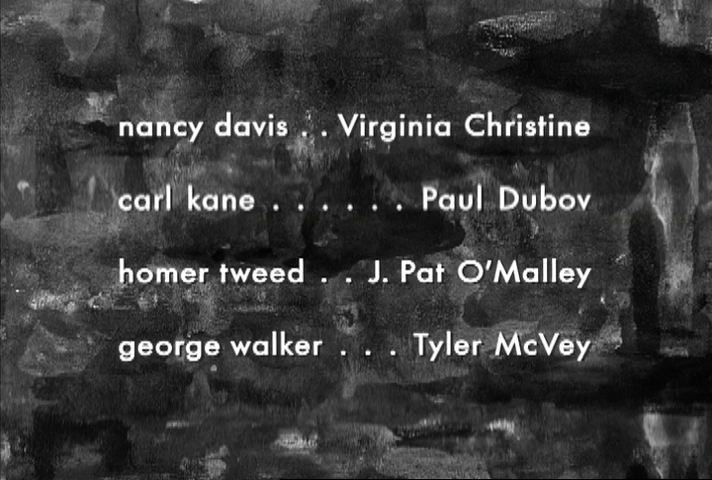 nancy davis . . Virginia Christine
carl kane . . . . . . Paul Dubov
homer tweed . . J. Pat O'Malley
george walker . . . Tyler McVey